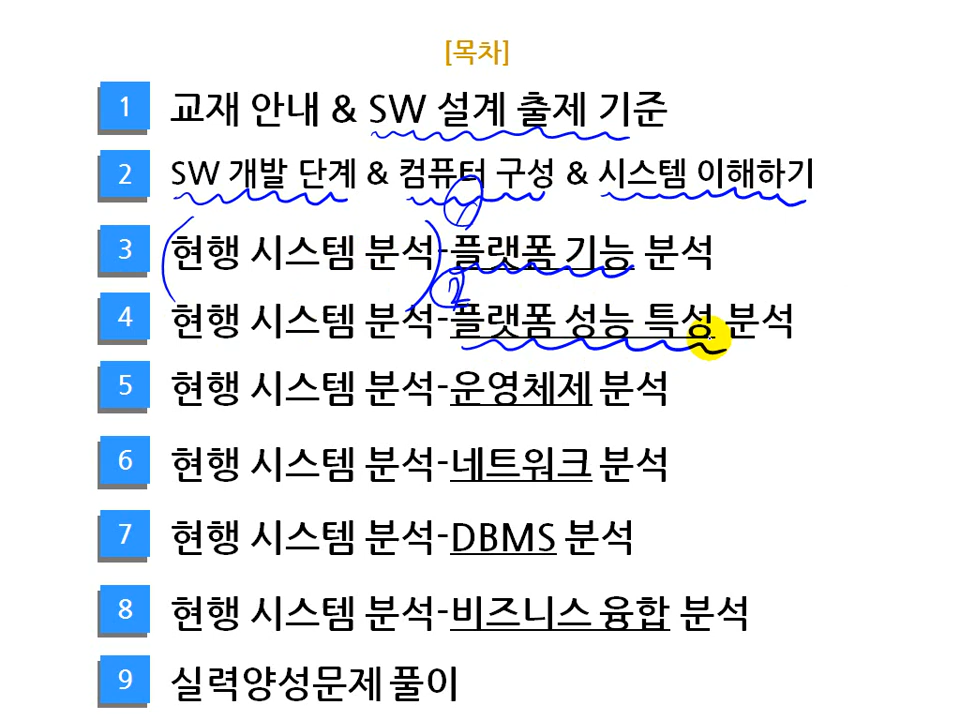 [목차]
1 교재 안내 & SW 설계 출제 기준
2 SW 개발 단계 & 컴퓨터 구성 & 시스템 이해하기
①
3 현행 시스템 분석-플랫폼 기능 분석
②
4 현행 시스템 분석-플랫폼 성능 특성 분석
5 현행 시스템 분석-운영체제 분석
6 현행 시스템 분석-네트워크 분석
7 현행 시스템 분석-DBMS 분석
8 현행 시스템 분석-비즈니스 융합 분석
9 실력양성문제 풀이